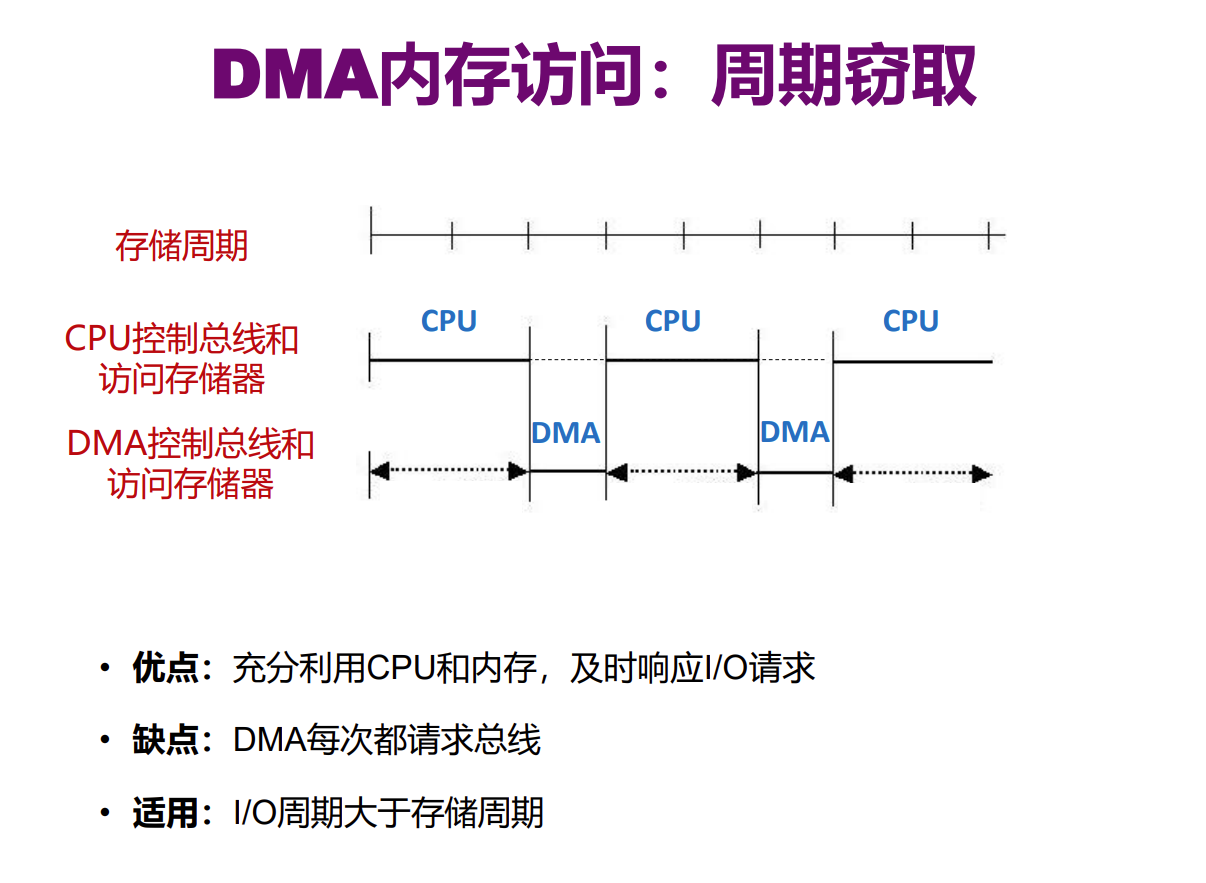 DMA内存访问：周期窃取
存储周期
CPU控制总线和
访问存储器
CPU
CPU
CPU
DMA控制总线和
访问存储器
DMA
DMA
• 优点：充分利用CPU和内存，及时响应I/O请求
• 缺点：DMA每次都请求总线
• 适用：I/O周期大于存储周期